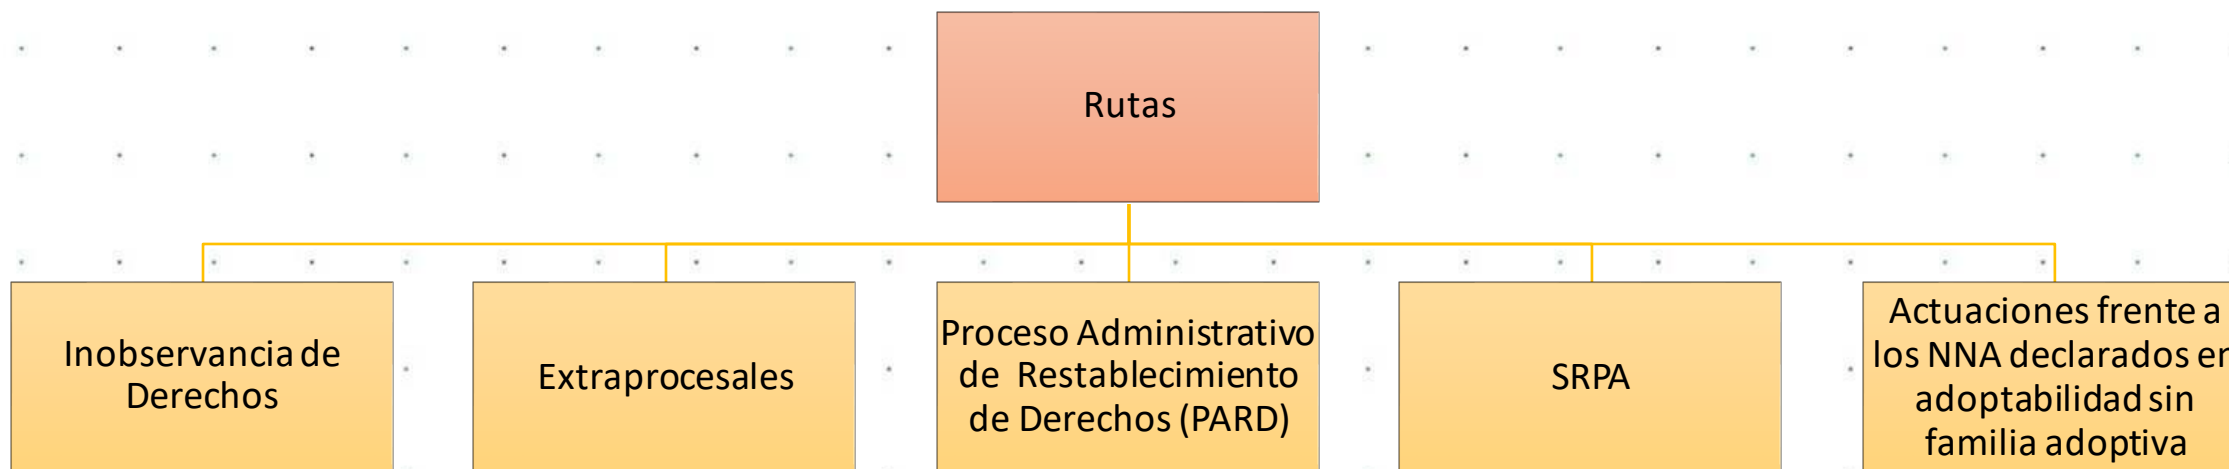 Rutas
Inobservancia de
Derechos
Extraprocesales
Proceso Administrativo
de Restablecimiento
de Derechos (PARD)
SRPA
Actuaciones frente a
los NNA declarados en
adoptabilidad sin
familia adoptiva